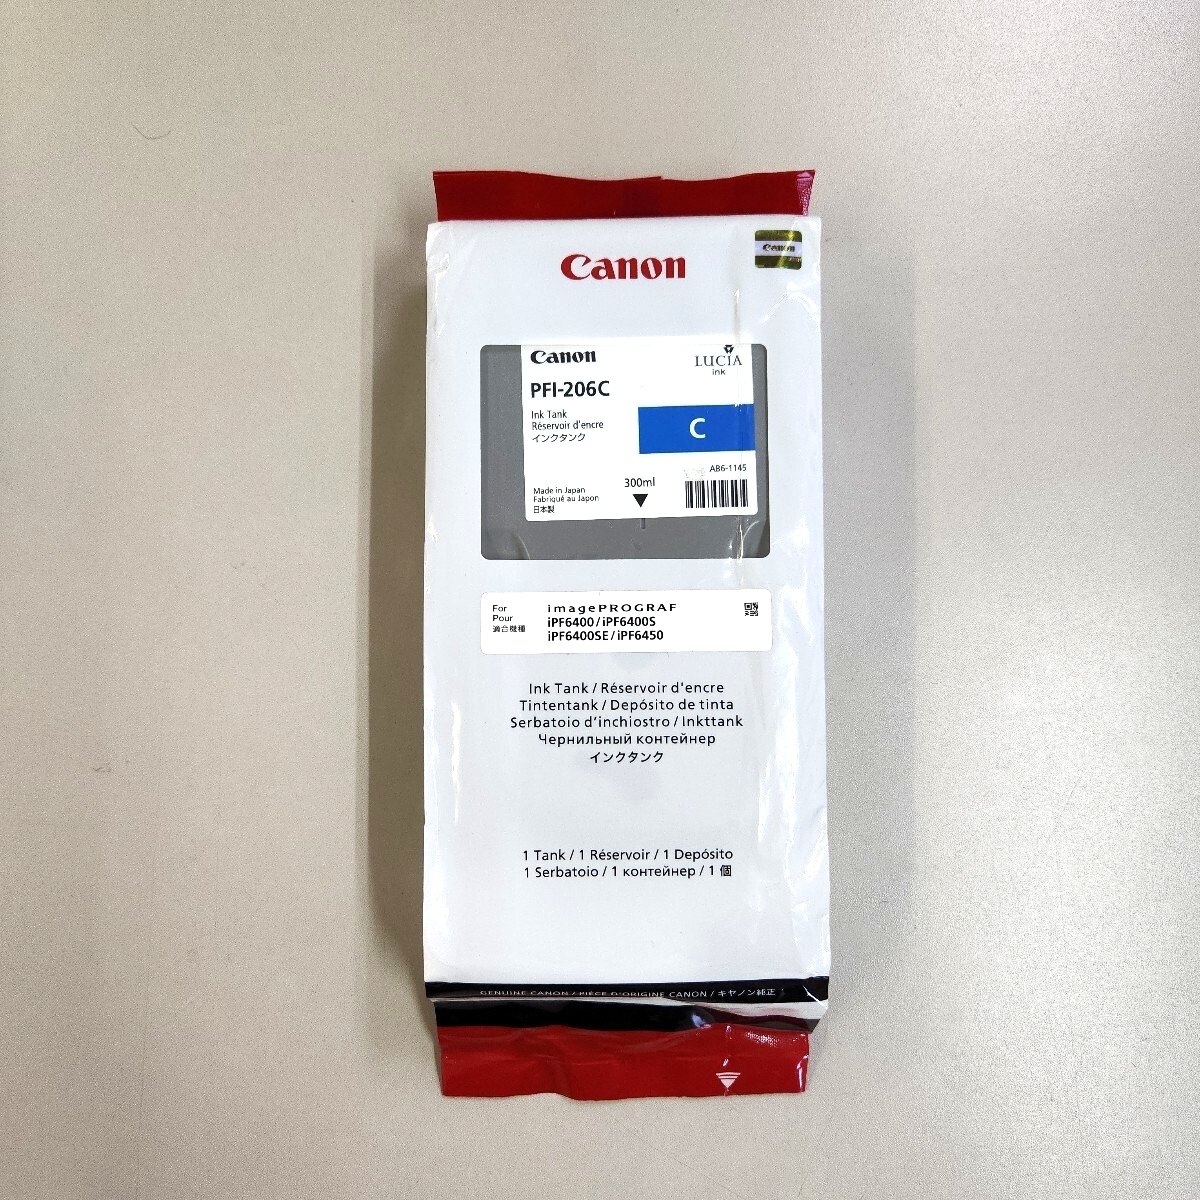 Canon
Canon
Canon
LUCIA
ink
PFI-206C
Ink Tank
Réservoir d'encre
インクタンク
C
AB6-1145
300ml
Made in Japan
Fabriqué au Japon
日本製
For
Pour
適合機種
imagePROGRAF
iPF6400/iPF6400S
iPF6400SE/iPF6450
Ink Tank / Réservoir d'encre
Tintentank / Depósito de tinta
Serbatoio d'inchiostro / Inkttank
Чернильный контейнер
インクタンク
1 Tank / 1 Réservoir / 1 Depósito
1 Serbatoio / 1 контейнер / 1 個
GENUINE CANON / PIÈCE D'ORIGINE CANON / キヤノン純正